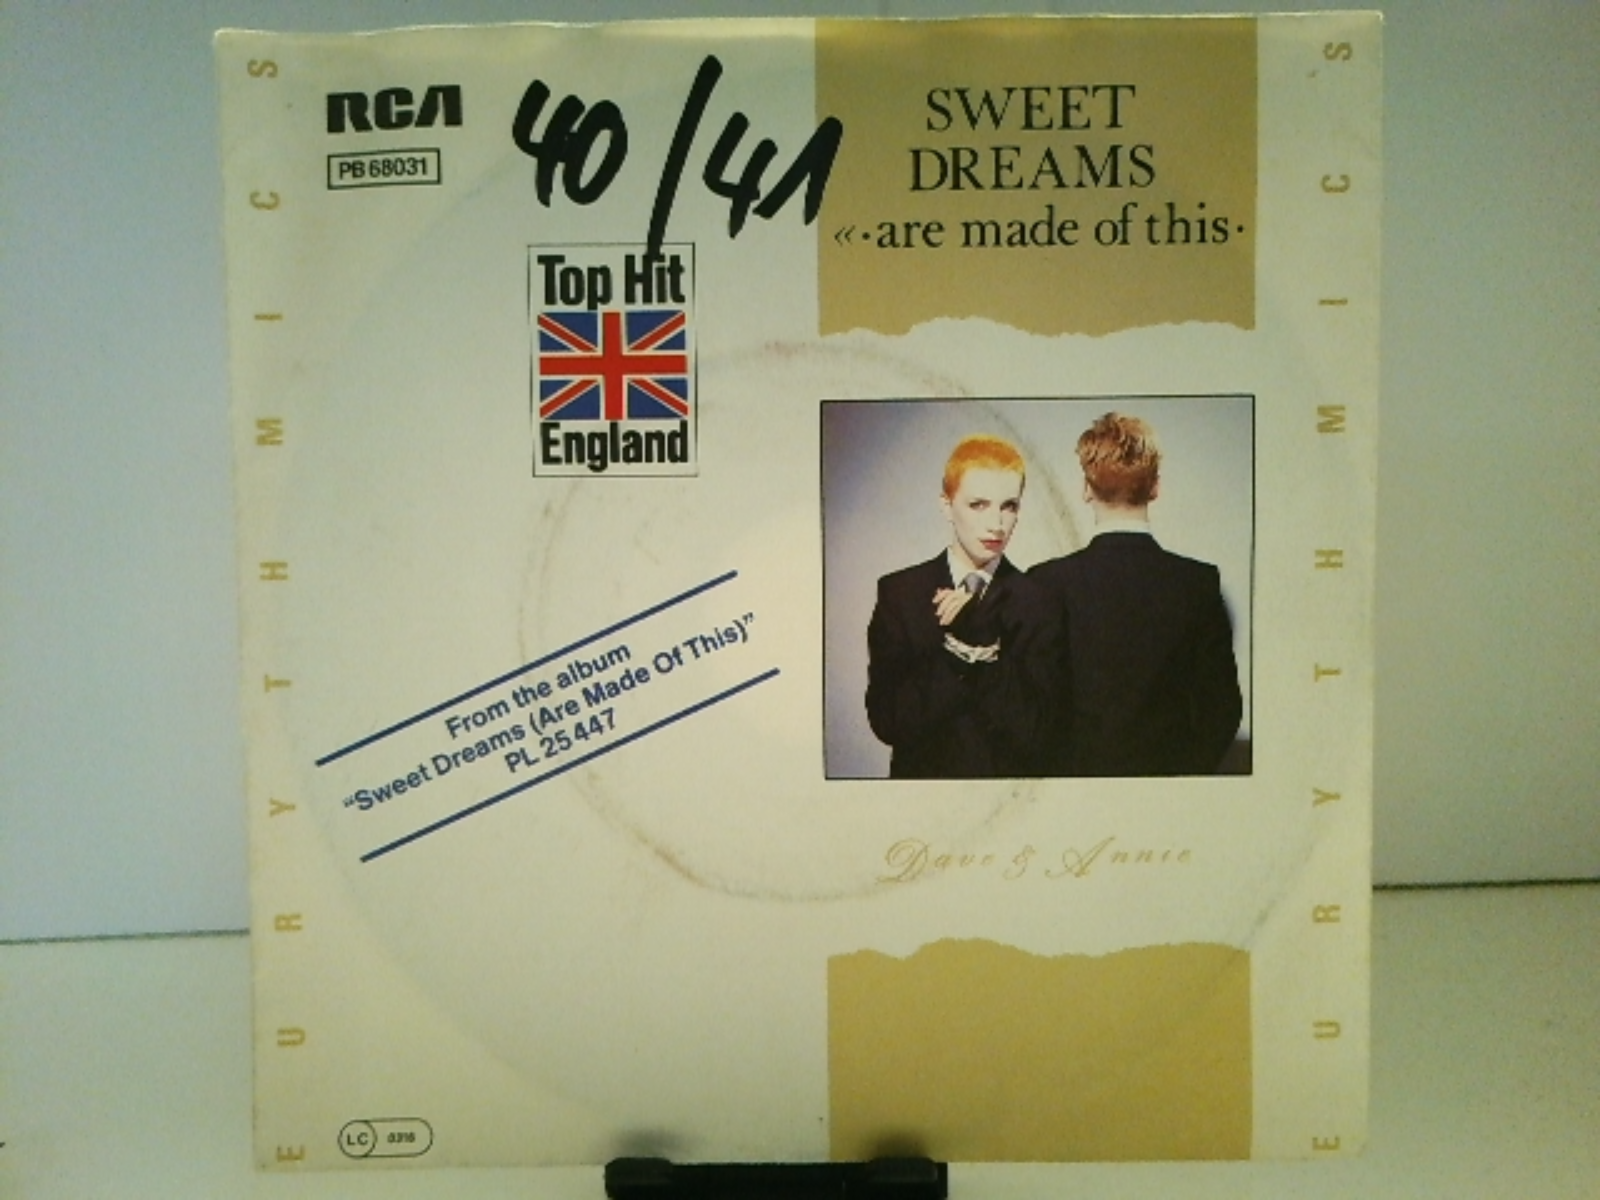 EURYTHMICS
RCA
PB 68031
40/41
Top Hit
England
SWEET
DREAMS
«·are made of this·
From the album
“Sweet Dreams (Are Made Of This)”
PL 25 447
Dave & Annie
LC
EURYTHMICS